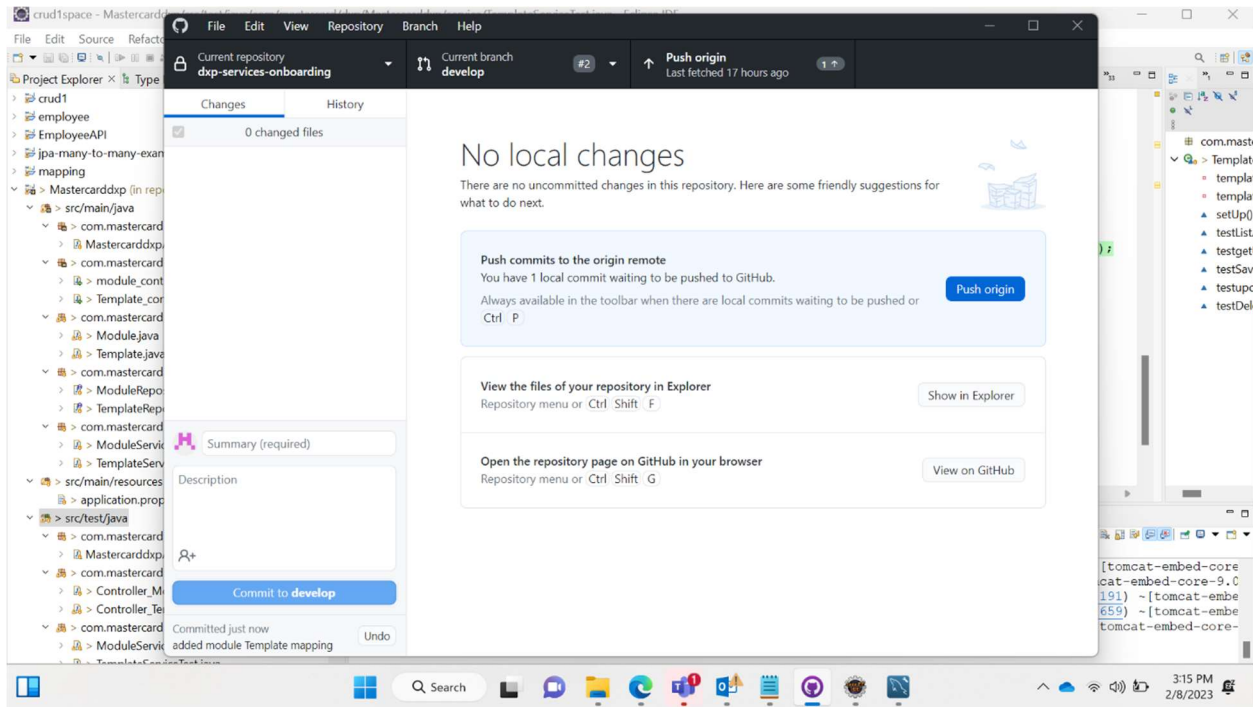 crud1space - Mastercardd
File Edit Source Refacto
Project Explorer × Type
crud1
employee
EmployeeAPI
jpa-many-to-many-exam
mapping
> Mastercarddxp (in rep
> src/main/java
> com.mastercard
Mastercarddxp
> com.mastercard
> module_cont
> Template_con
> com.mastercard
> Module.java
> Template.java
> com.mastercard
> ModuleRepo
> TemplateRep
> com.mastercard
> ModuleServic
> TemplateServ
> src/main/resources
> application.prop
> src/test/java
> com.mastercard
Mastercarddxp
> com.mastercard
> Controller_M
> Controller_Te
> com.mastercard
> ModuleServic
File Edit View Repository Branch Help
Current repository
dxp-services-onboarding
Current branch
develop
#2
Push origin
Last fetched 17 hours ago
1↑
Changes History
0 changed files
Summary (required)
Description
Commit to develop
Committed just now
added module Template mapping
Undo
No local changes
There are no uncommitted changes in this repository. Here are some friendly suggestions for
what to do next.
Push commits to the origin remote
You have 1 local commit waiting to be pushed to GitHub.
Always available in the toolbar when there are local commits waiting to be pushed or
Ctrl P
Push origin
View the files of your repository in Explorer
Repository menu or Ctrl Shift F
Show in Explorer
Open the repository page on GitHub in your browser
Repository menu or Ctrl Shift G
View on GitHub
);
com.maste
> Templat
templa
templa
setUp()
testList
testget
testSav
testupd
testDel
[tomcat-embed-core
cat-embed-core-9.0
191) ~[tomcat-embe
659) ~[tomcat-embe
tomcat-embed-core-
Search
3:15 PM
2/8/2023